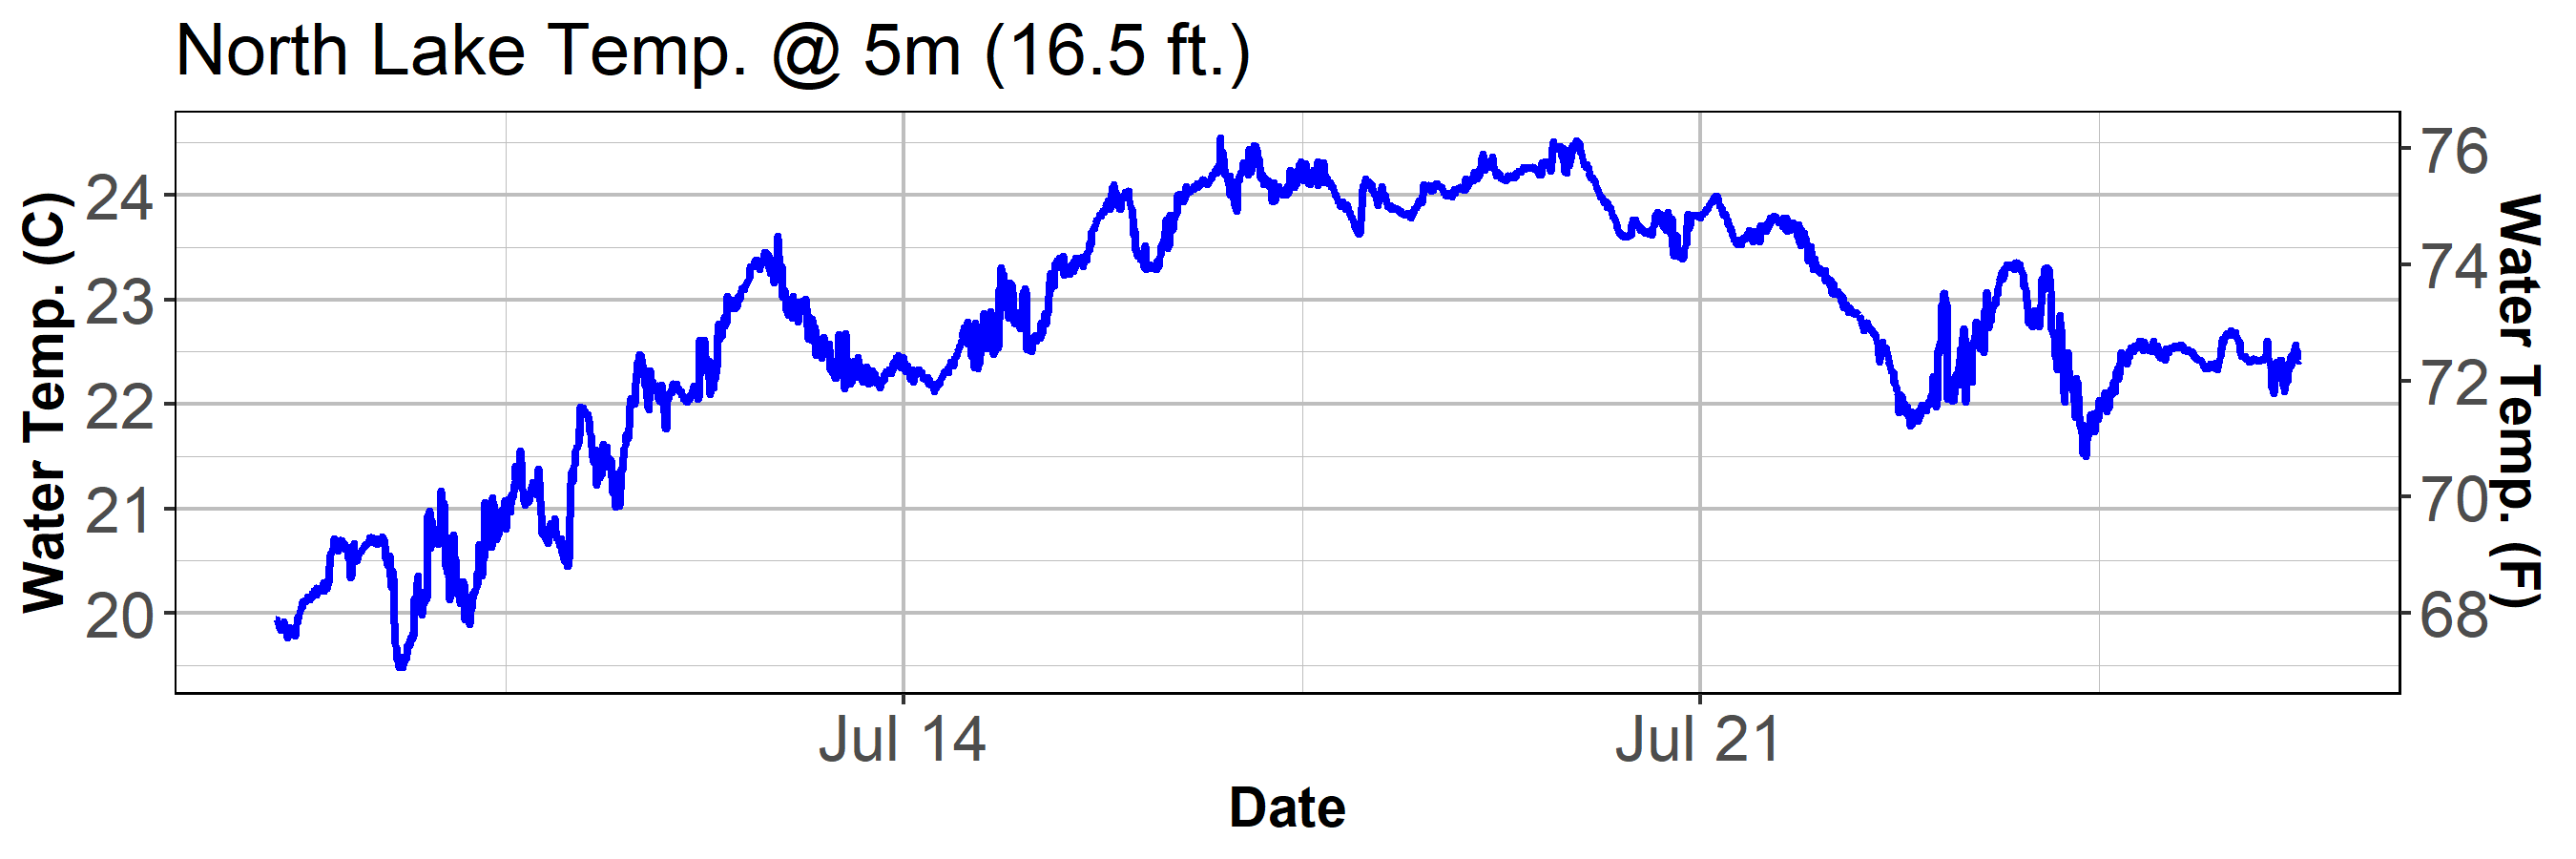 North Lake Temp. @ 5m (16.5 ft.)
Water Temp. (C)
24
23
22
21
20
76
74
72
70
68
Water Temp. (F)
Jul 14
Jul 21
Date